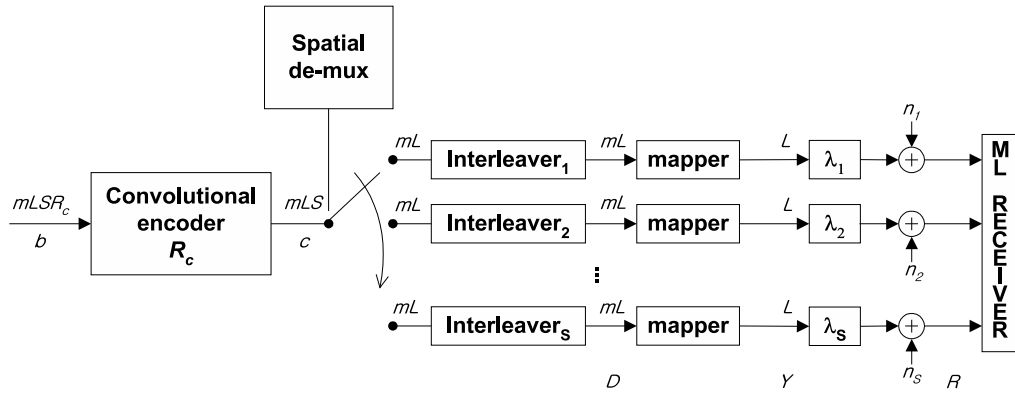 Spatial
de-mux
mLSR_c
b
Convolutional
encoder
R_c
mLS
c
mL
Interleaver_1
mL
mapper
L
λ_1
+
n_1
mL
Interleaver_2
mL
mapper
L
λ_2
+
n_2
mL
Interleaver_S
mL
mapper
L
λ_S
+
n_S
ML RECEIVER
D
Y
R